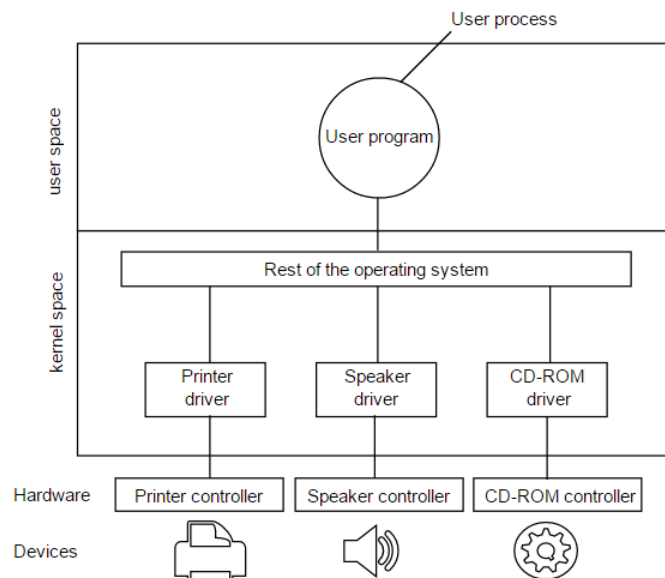 User process
user space
User program
kernel space
Rest of the operating system
Printer
driver
Speaker
driver
CD-ROM
driver
Hardware
Printer controller
Speaker controller
CD-ROM controller
Devices